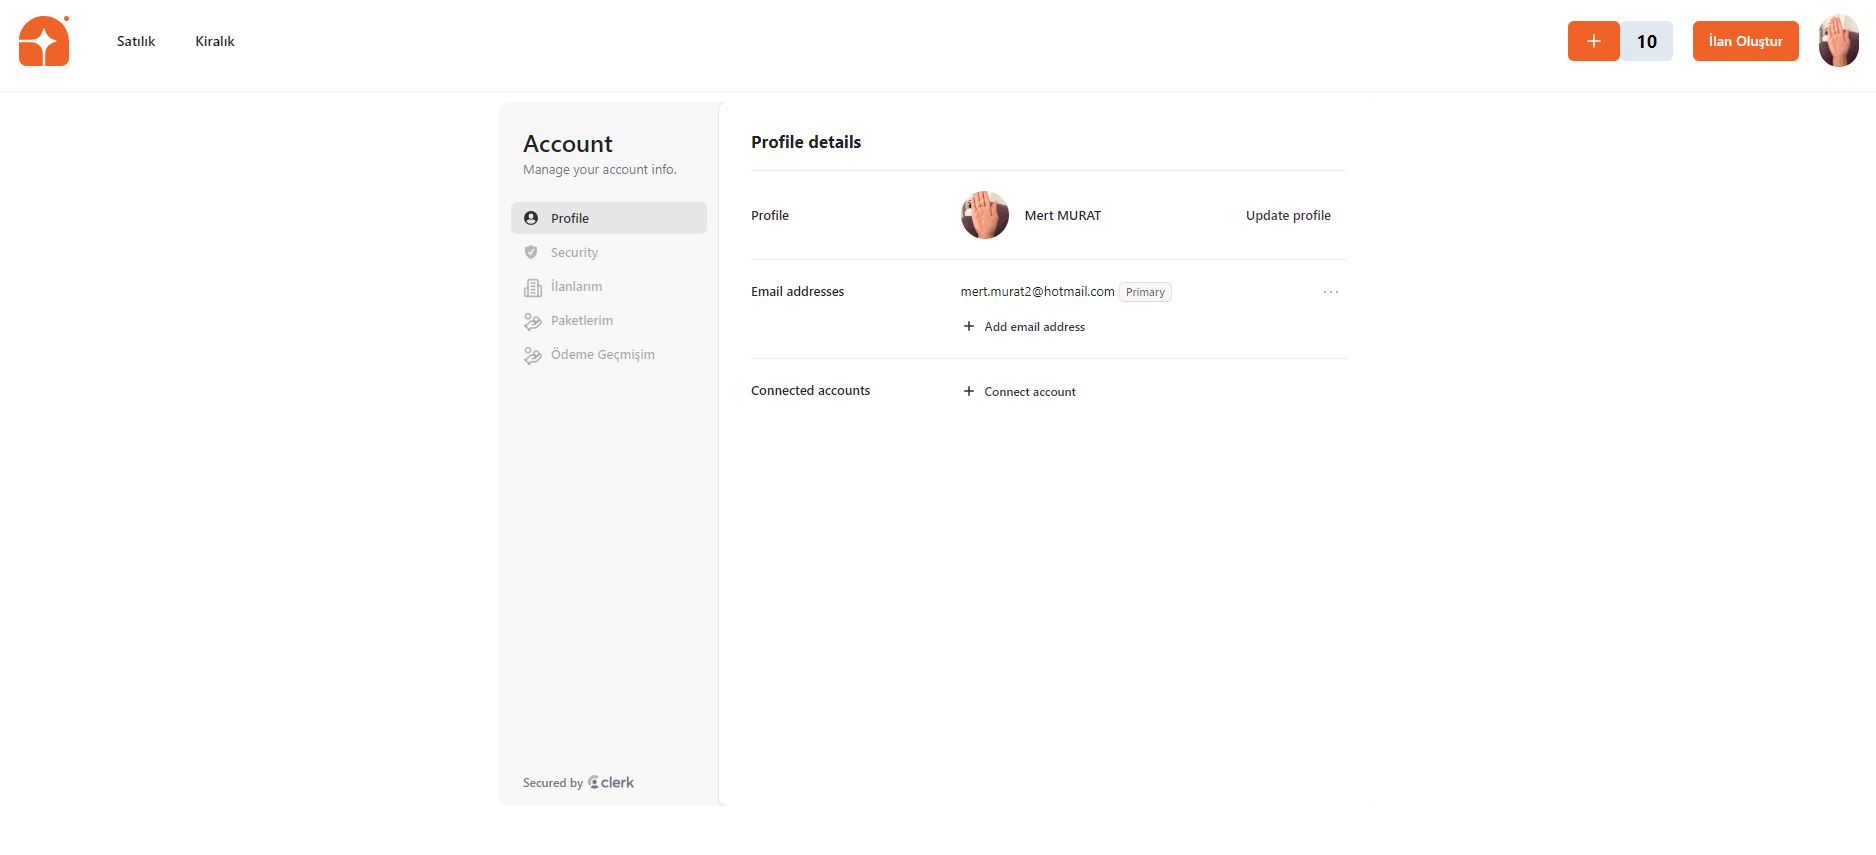 Satılık
Kiralık
10
İlan Oluştur
Account
Manage your account info.
Profile
Security
İlanlarım
Paketlerim
Ödeme Geçmişim
Secured by clerk
Profile details
Profile
Mert MURAT
Update profile
Email addresses
mert.murat2@hotmail.com Primary
Add email address
Connected accounts
Connect account